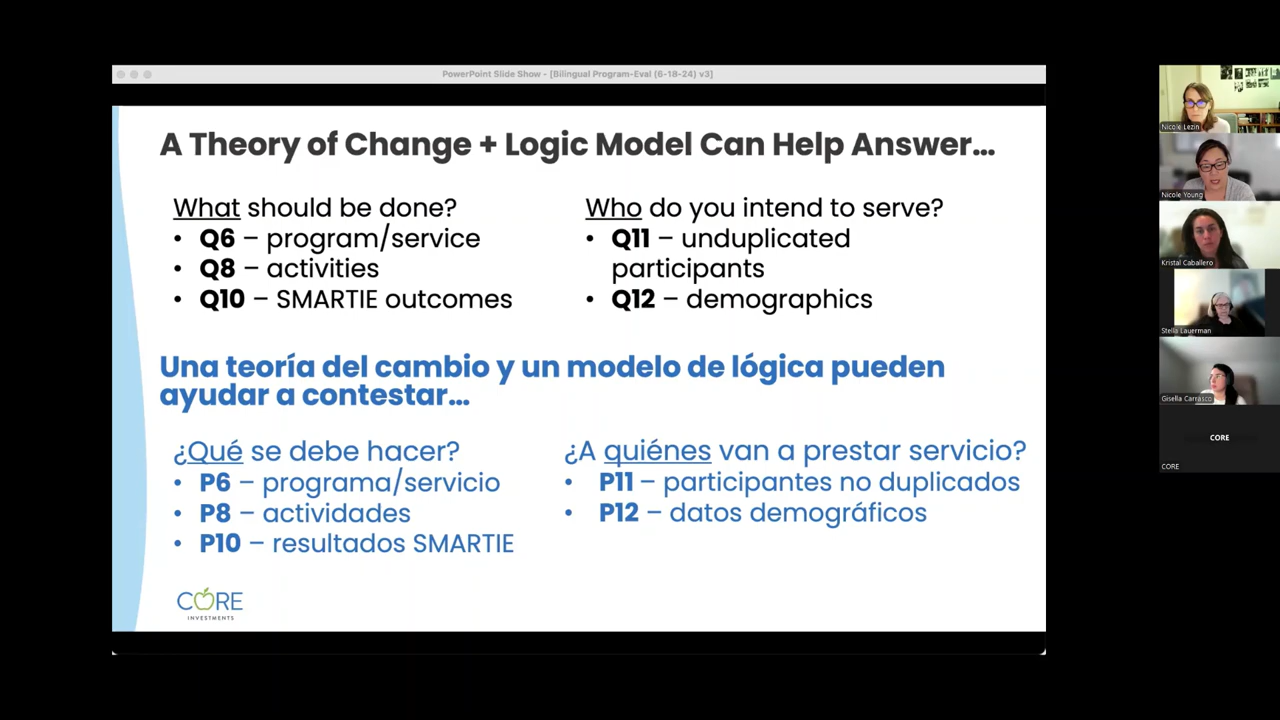 PowerPoint Slide Show - [Bilingual Program-Eval (6-18-24) v3]
A Theory of Change + Logic Model Can Help Answer...
What should be done?
• Q6 – program/service
• Q8 – activities
• Q10 – SMARTIE outcomes
Who do you intend to serve?
• Q11 – unduplicated
participants
• Q12 – demographics
Una teoría del cambio y un modelo de lógica pueden
ayudar a contestar...
¿Qué se debe hacer?
• P6 – programa/servicio
• P8 – actividades
• P10 – resultados SMARTIE
¿A quiénes van a prestar servicio?
• P11 – participantes no duplicados
• P12 – datos demográficos
CORE
INVESTMENTS
Nicole Lezin
Nicole Young
Kristal Caballero
Stella Lauerman
Gisella Carrasco
CORE
CORE